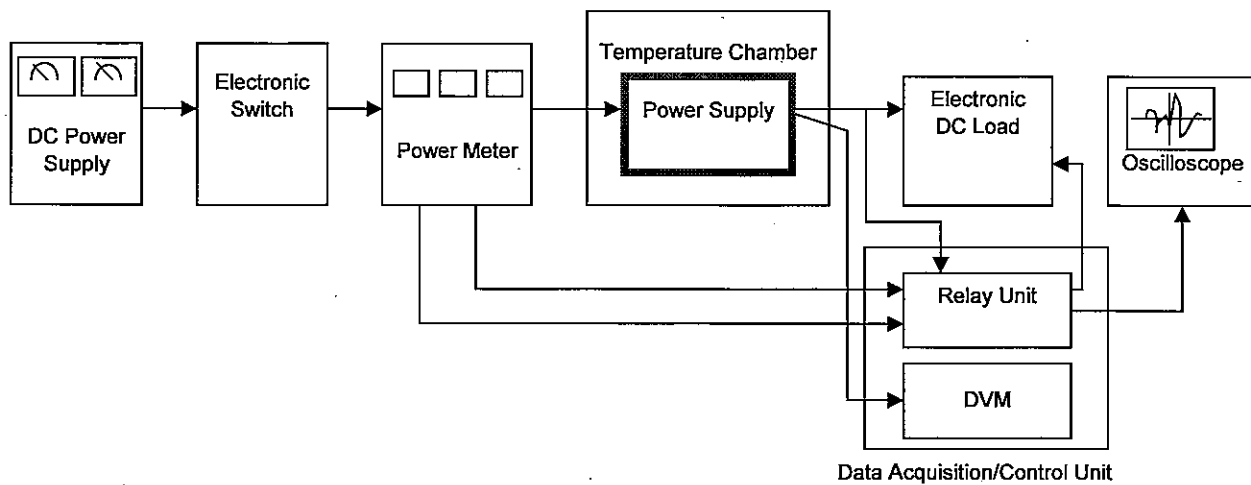 Temperature Chamber
DC Power
Supply
Electronic
Switch
Power Meter
Power Supply
Electronic
DC Load
Oscilloscope
Relay Unit
DVM
Data Acquisition/Control Unit